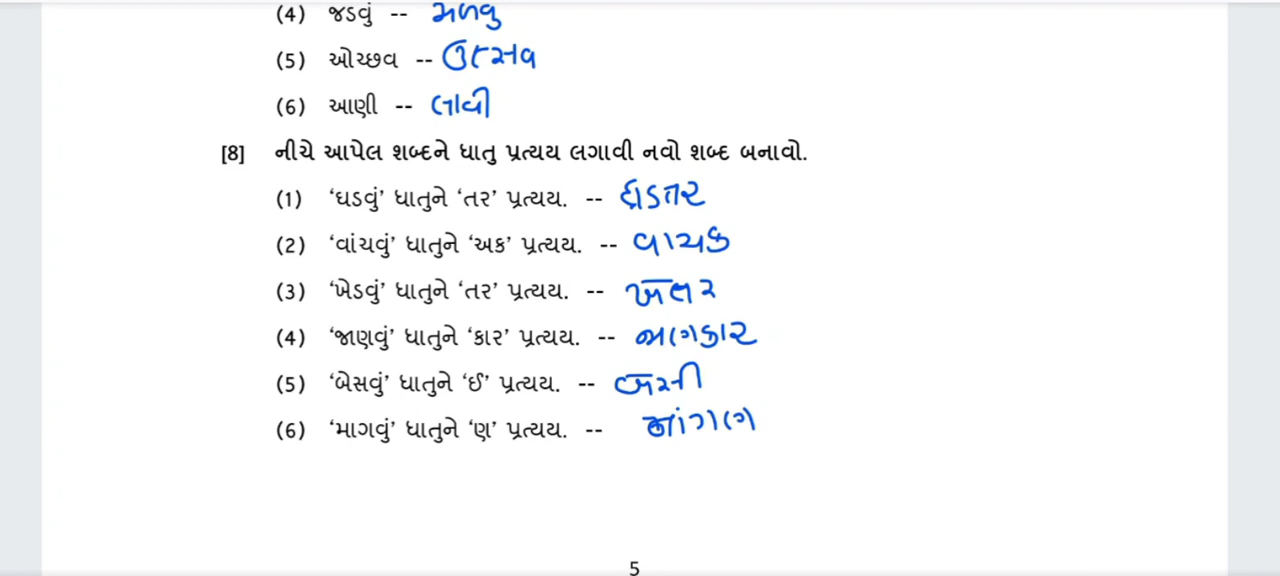 (4) જડવું -- મળવુ
(5) ઓચ્છવ -- ઉત્સવ
(6) આણી -- લાવી
[8] નીચે આપેલ શબ્દને ધાતુ પ્રત્યય લગાવી નવો શબ્દ બનાવો.
(1) ‘ઘડવું’ ધાતુને ‘તર’ પ્રત્યય. -- ઘડતર
(2) ‘વાંચવું’ ધાતુને ‘અક’ પ્રત્યય. -- વાચક
(3) ‘ખેડવું’ ધાતુને ‘તર’ પ્રત્યય. --
(4) ‘જાણવું’ ધાતુને ‘કાર’ પ્રત્યય. -- જાણકાર
(5) ‘બેસવું’ ધાતુને ‘ઈ’ પ્રત્યય. --
(6) ‘માગવું’ ધાતુને ‘ણ’ પ્રત્યય. -- માંગણ
5